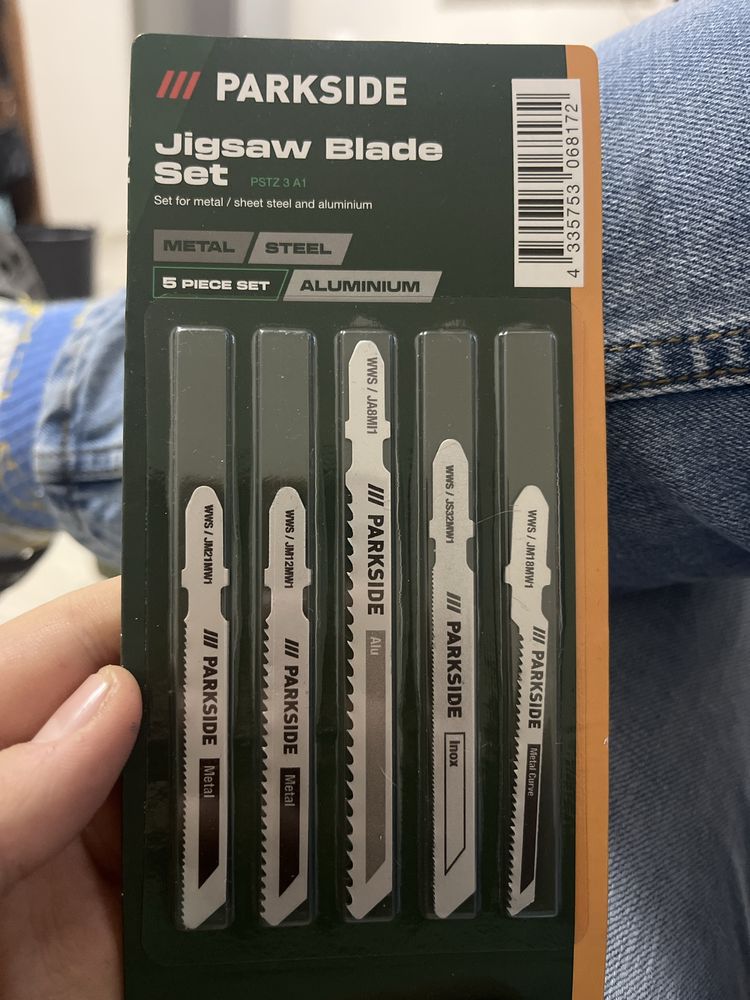 /// PARKSIDE
Jigsaw Blade
Set PSTZ 3 A1
Set for metal / sheet steel and aluminium
METAL STEEL
5 PIECE SET ALUMINIUM
4 335753 068172
WWS / JM21MW1
/// PARKSIDE
Metal
WWS / JM12MW1
/// PARKSIDE
Metal
WWS / JA8MI1
/// PARKSIDE
Alu
WWS / JS32MW1
/// PARKSIDE
Inox
WWS / JM18MW1
/// PARKSIDE
Metal Curve